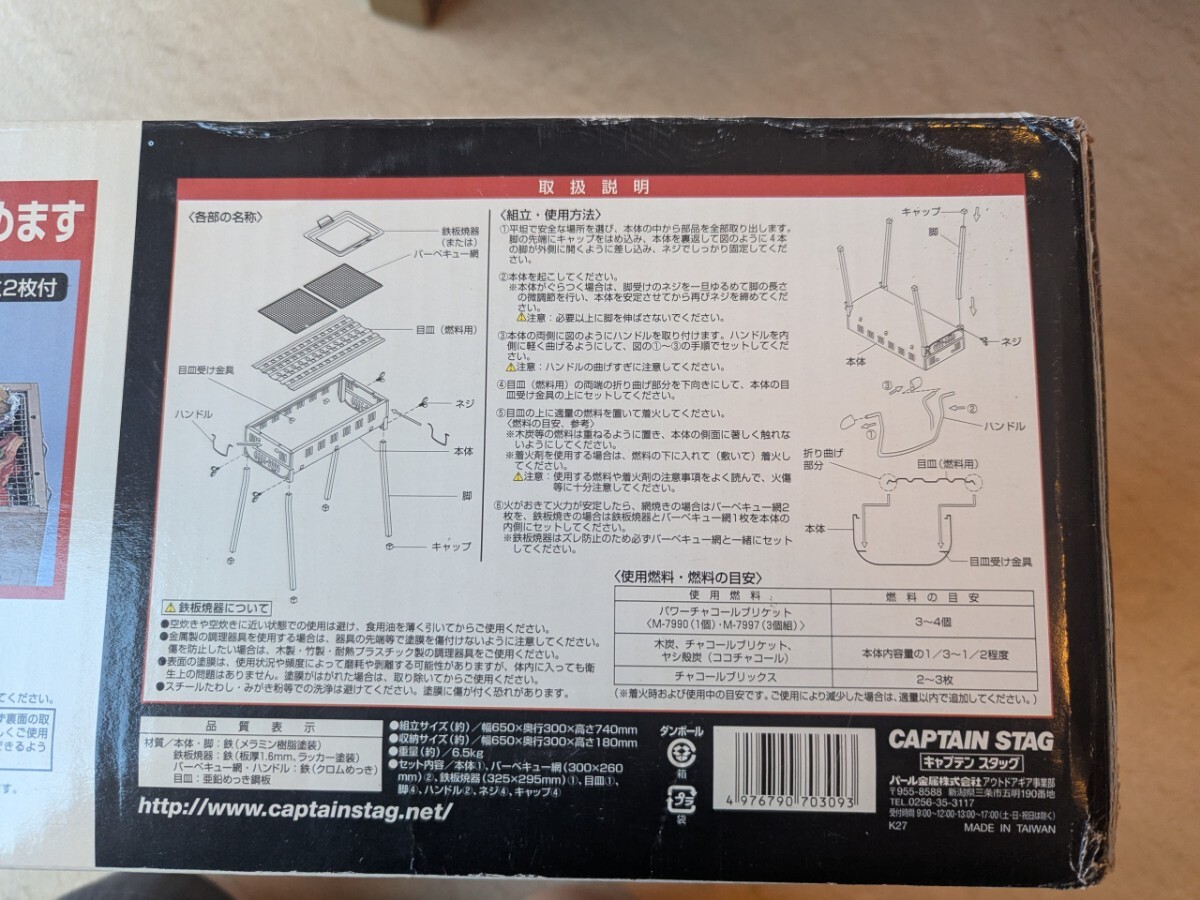 めます
2枚付
てください。
ず裏面の取
しくご使用
できるよう
す。
取扱説明
〈各部の名称〉
鉄板焼器
(または)
バーベキュー網
目皿(燃料用)
目皿受け金具
ハンドル
ネジ
本体
脚
キャップ
〈組立・使用方法〉
①平坦で安全な場所を選び、本体の中から部品を全部取り出します。
脚の先端にキャップをはめ込み、本体を裏返して図のように4本
の脚が外側に開くように差し込み、ネジでしっかり固定してくだ
さい。
②本体を起こしてください。
※本体がぐらつく場合は、脚受けのネジを一旦ゆるめて脚の長さ
の微調節を行い、本体を安定させてから再びネジを締めてくだ
さい。
⚠注意:必要以上に脚を伸ばさないでください。
③本体の両側に図のようにハンドルを取り付けます。ハンドルを内
側に軽く曲げるようにして、図の①～③の手順でセットしてくだ
さい。
⚠注意:ハンドルの曲げすぎに注意してください。
④目皿(燃料用)の両端の折り曲げ部分を下向きにして、本体の目
皿受け金具の上にセットしてください。
⑤目皿の上に適量の燃料を置いて着火してください。
〈燃料の目安、参考〉
※木炭等の燃料は重ねるように置き、本体の側面に著しく触れな
いようにしてください。
※着火剤を使用する場合は、燃料の下に入れて(敷いて)着火し
てください。
⚠注意:使用する燃料や着火剤の注意事項をよく読んで、火傷
等に十分注意してください。
⑥火がおきて火力が安定したら、網焼きの場合はバーベキュー網2
枚を、鉄板焼きの場合は鉄板焼器とバーベキュー網1枚を本体の
内側にセットしてください。
※鉄板焼器はズレ防止のため必ずバーベキュー網と一緒にセット
してください。
キャップ
脚
ネジ
本体
③
②
①
ハンドル
折り曲げ
部分
目皿(燃料用)
本体
目皿受け金具
⚠鉄板焼器について
●空炊きや空炊きに近い状態での使用は避け、食用油を薄く引いてからご使用ください。
●金属製の調理器具を使用する場合は、器具の先端等で塗膜を傷付けないように注意してください。
傷を防止したい場合は、木製・竹製・耐熱プラスチック製の調理器具をご使用ください。
●表面の塗膜は、使用状況や頻度によって磨耗や剥離する可能性がありますが、体内に入っても衛
生上の問題はありません。塗膜がはがれた場合は、取り除いてからご使用ください。
●スチールたわし・みがき粉等での洗浄は避けてください。塗膜に傷が付く恐れがあります。
〈使用燃料・燃料の目安〉
使用燃料 燃料の目安
パワーチャコールブリケット
〈M-7990(1個)・M-7997(3個組)〉 3～4個
木炭、チャコールブリケット、
ヤシ殻炭(ココチャコール) 本体内容量の1/3～1/2程度
チャコールブリックス 2～3枚
(※着火時および使用中の目安です。ご使用により減少した場合は、適量以内で追加してください。)
品質表示
材質/本体・脚:鉄(メラミン樹脂塗装)
鉄板焼器:鉄(板厚1.6mm、ラッカー塗装)
バーベキュー網・ハンドル:鉄(クロムめっき)
目皿:亜鉛めっき鋼板
●組立サイズ(約)/幅650×奥行300×高さ740mm
●収納サイズ(約)/幅650×奥行300×高さ180mm
●重量(約)/6.5kg
●セット内容/本体①、バーベキュー網(300×260
mm)②、鉄板焼器(325×295mm)①、目皿①、
脚④、ハンドル②、ネジ④、キャップ④
http://www.captainstag.net/
ダンボール
箱
プラ
袋
4 976790 703093
CAPTAIN STAG
キャプテン スタッグ
パール金属株式会社アウトドアギア事業部
〒955-8588 新潟県三条市五明190番地
TEL.0256-35-3117
受付時間 9:00～12:00・13:00～17:00(土・日・祝日は除く)
K27 MADE IN TAIWAN